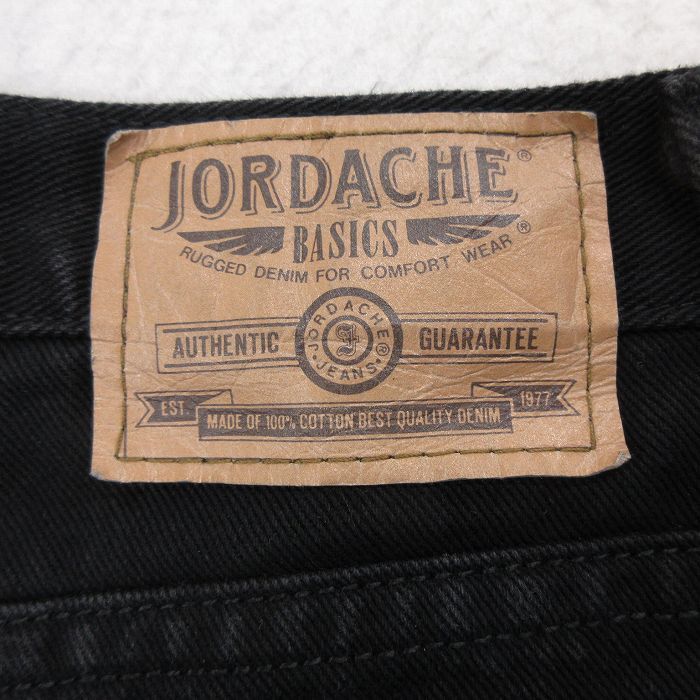 JORDACHE®
BASICS
RUGGED DENIM FOR COMFORT WEAR®
JORDACHE®
AUTHENTIC
J
GUARANTEE
·JEANS·
EST.
1977
MADE OF 100% COTTON BEST QUALITY DENIM